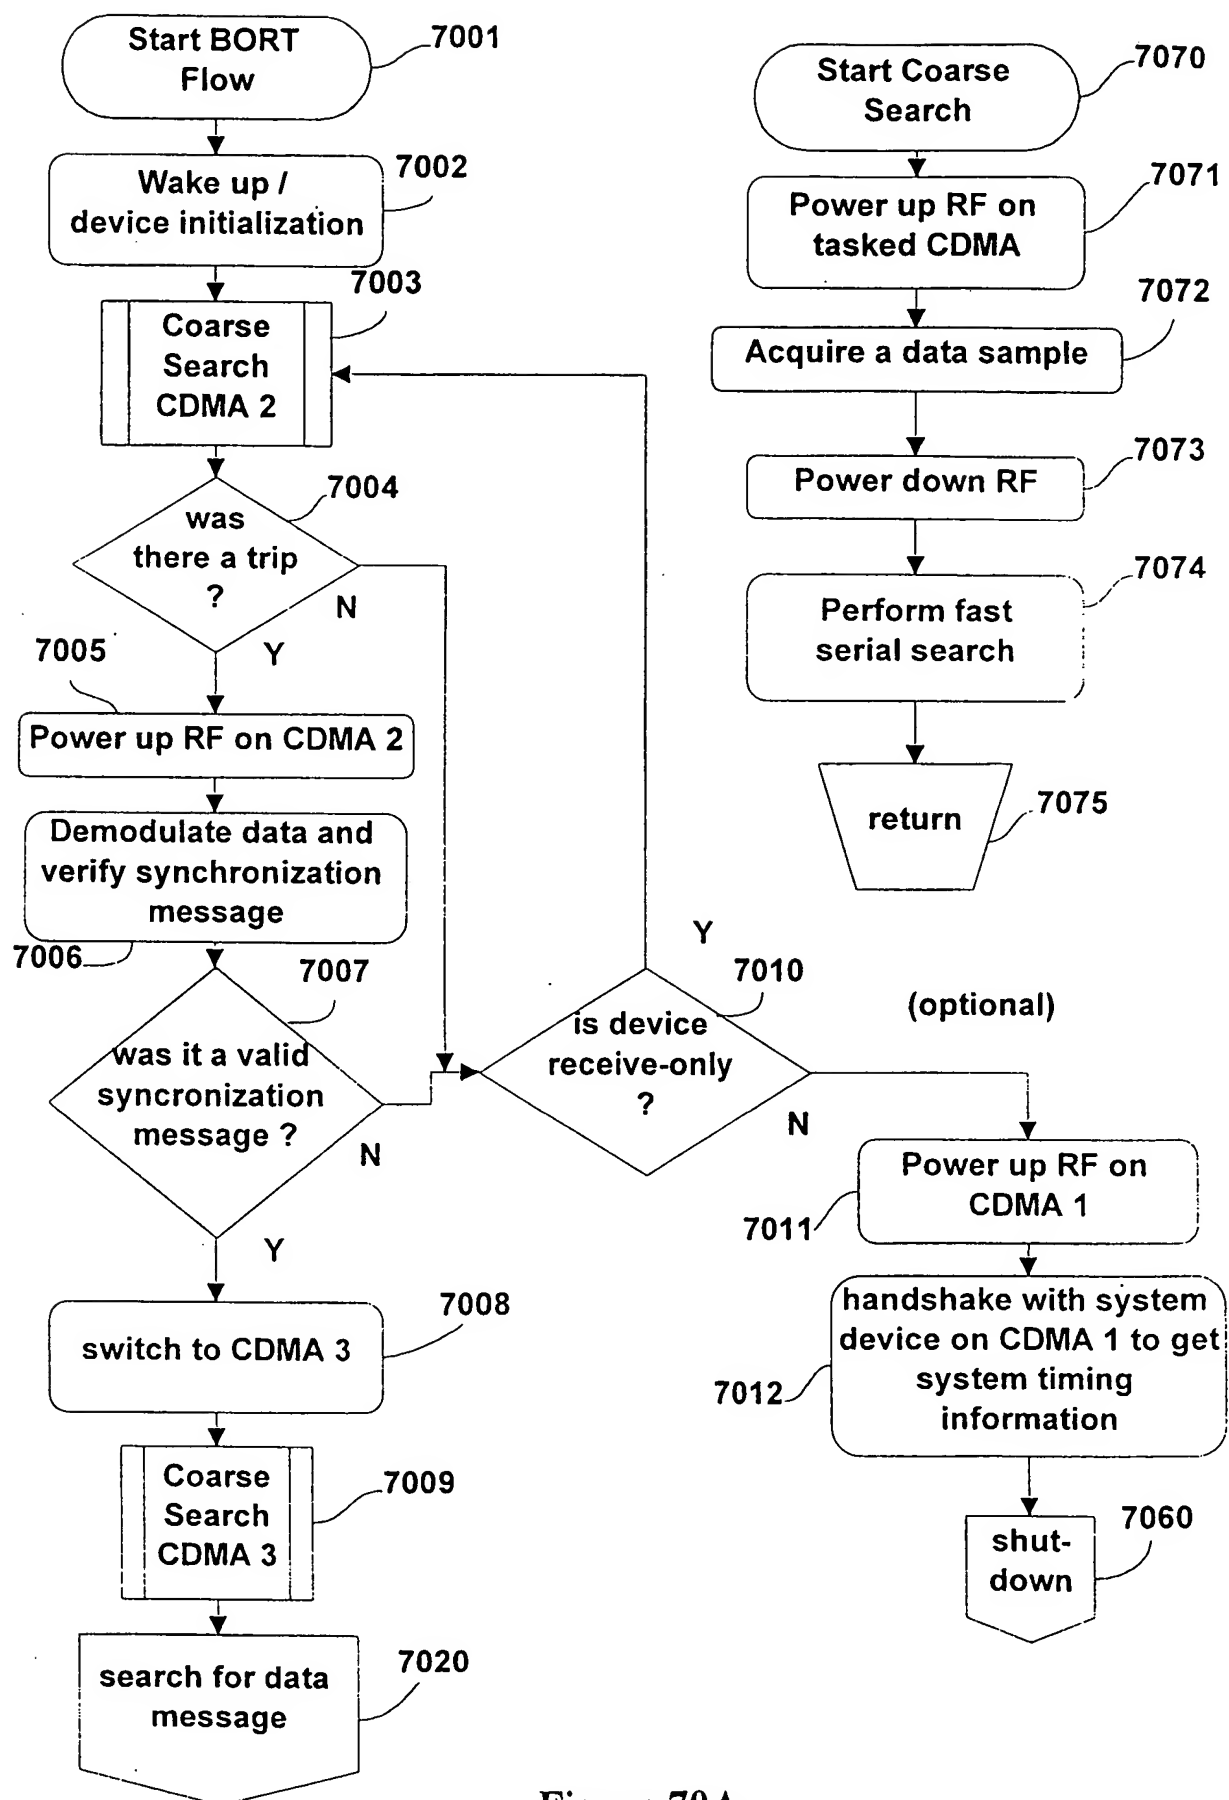 Start BORT
Flow
7001
Wake up /
device initialization
7002
Coarse
Search
CDMA 2
7003
was
there a trip
?
7004
N
Y
7005
Power up RF on CDMA 2
Demodulate data and
verify synchronization
message
7006
7007
was it a valid
syncronization
message ?
N
Y
switch to CDMA 3
7008
Coarse
Search
CDMA 3
7009
search for data
message
7020
Start Coarse
Search
7070
Power up RF on
tasked CDMA
7071
Acquire a data sample
7072
Power down RF
7073
Perform fast
serial search
7074
return
7075
Y
7010
is device
receive-only
?
N
(optional)
Power up RF on
CDMA 1
7011
handshake with system
device on CDMA 1 to get
system timing
information
7012
shut-
down
7060
Figure 70A